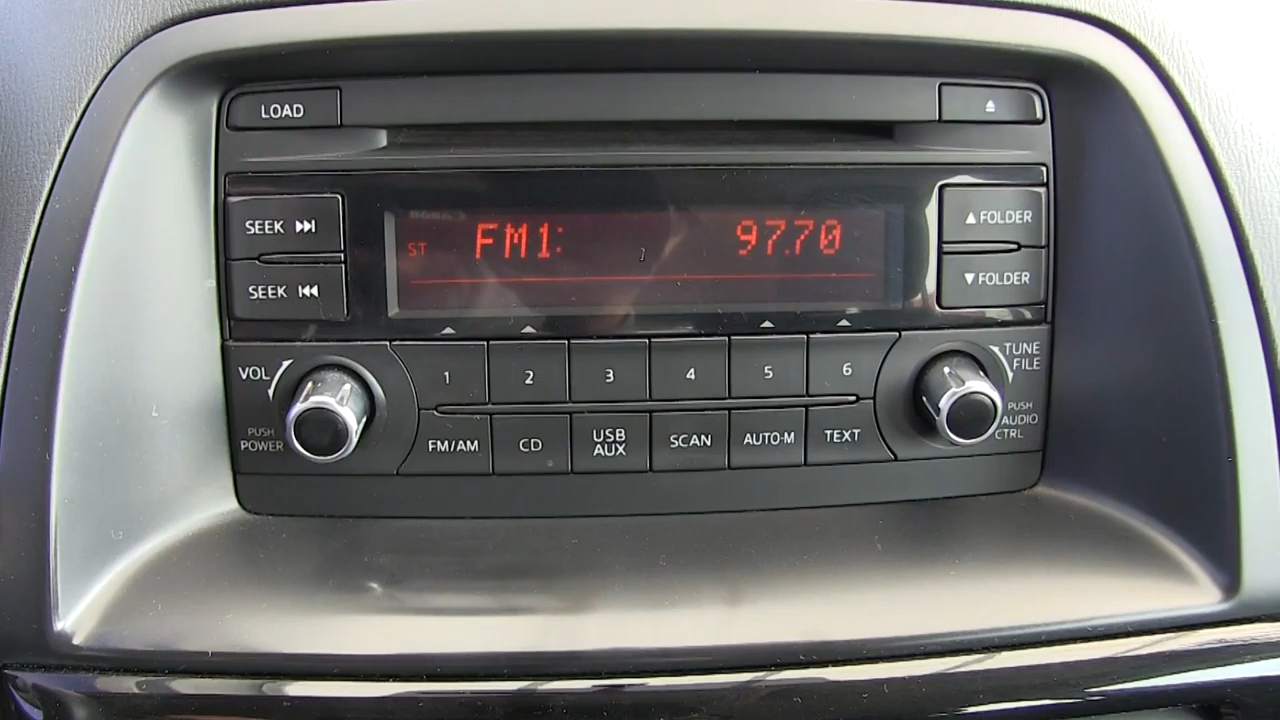 LOAD
SEEK
▲ FOLDER
ST FM1: 97.70
SEEK
▼ FOLDER
VOL
1 2 3 4 5 6
TUNE
FILE
PUSH
POWER
FM/AM CD USB
AUX SCAN AUTO-M TEXT
PUSH
AUDIO
CTRL